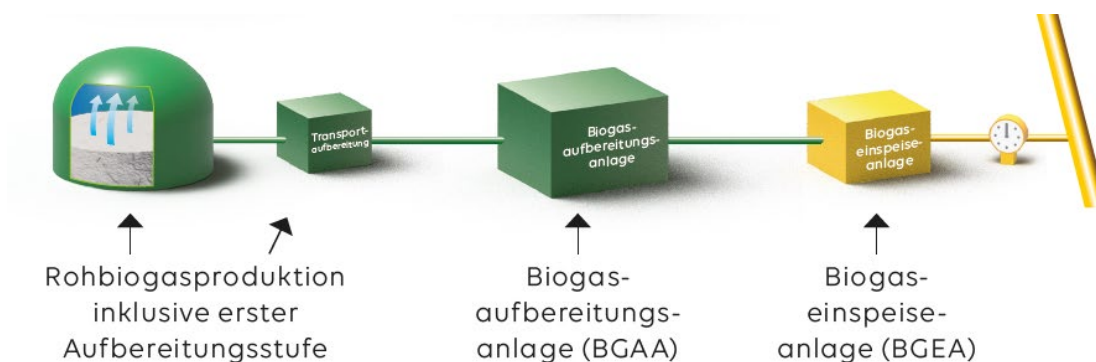 Transport-
aufbereitung
Biogas-
aufbereitungs-
anlage
Biogas-
einspeise-
anlage
Rohbiogasproduktion
inklusive erster
Aufbereitungsstufe
Biogas-
aufbereitungs-
anlage (BGAA)
Biogas-
einspeise-
anlage (BGEA)